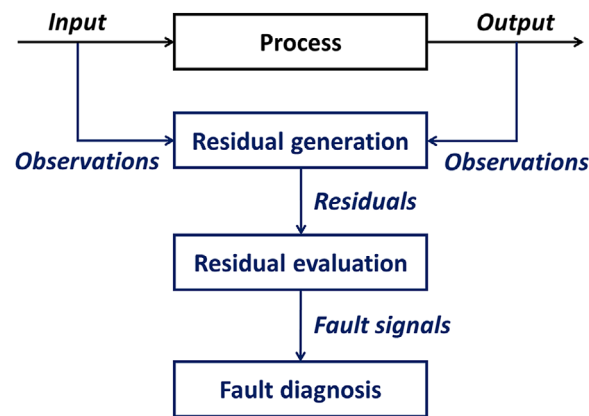 Input
Process
Output
Residual generation
Observations
Observations
Residuals
Residual evaluation
Fault signals
Fault diagnosis